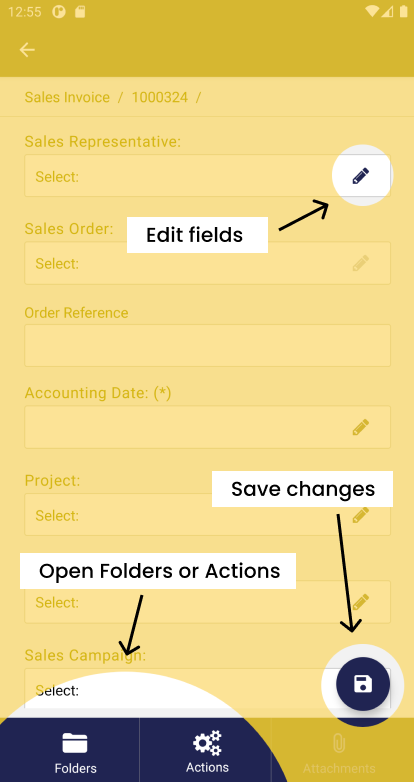 12:55
Sales Invoice / 1000324 /
Sales Representative:
Select:
Edit fields
Sales Order:
Select:
Order Reference
Accounting Date: (*)
Project:
Save changes
Select:
Open Folders or Actions
Select:
Sales Campaign:
Select:
Folders
Actions
Attachments